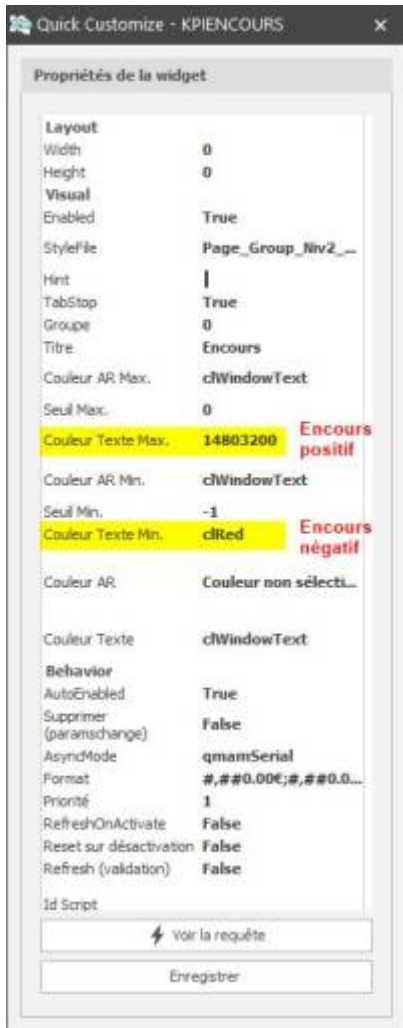 Quick Customize - KPIENCOURS
Propriétés de la widget
Layout
Width 0
Height 0
Visual
Enabled True
StyleFile Page_Group_Niv2_...
Hint
TabStop True
Groupe 0
Titre Encours
Couleur AR Max. clWindowText
Seuil Max. 0
Couleur Texte Max. 14803200 Encours
positif
Couleur AR Min. clWindowText
Seuil Min. -1
Couleur Texte Min. clRed Encours
négatif
Couleur AR Couleur non sélecti...
Couleur Texte clWindowText
Behavior
AutoEnabled True
Supprimer
(paramschange) False
AsyncMode qmamSerial
Format #,##0.00€;#,##0.0...
Priorité 1
RefreshOnActivate False
Reset sur désactivation False
Refresh (validation) False
Id Script
Voir la requête
Enregistrer